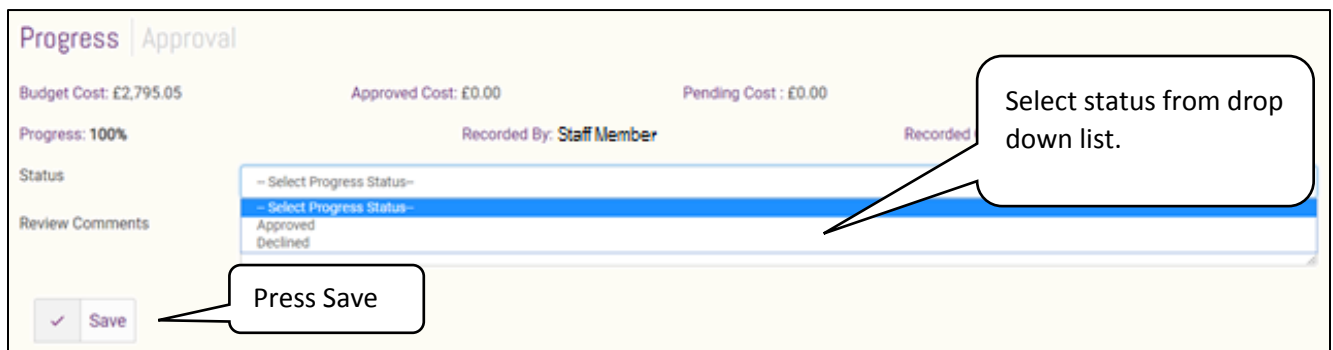 Progress | Approval
Budget Cost: £2,795.05 Approved Cost: £0.00 Pending Cost : £0.00
Progress: 100% Recorded By: Staff Member Recorded
Select status from drop
down list.
Status -- Select Progress Status--
-- Select Progress Status--
Review Comments
Approved
Declined
Press Save
Save